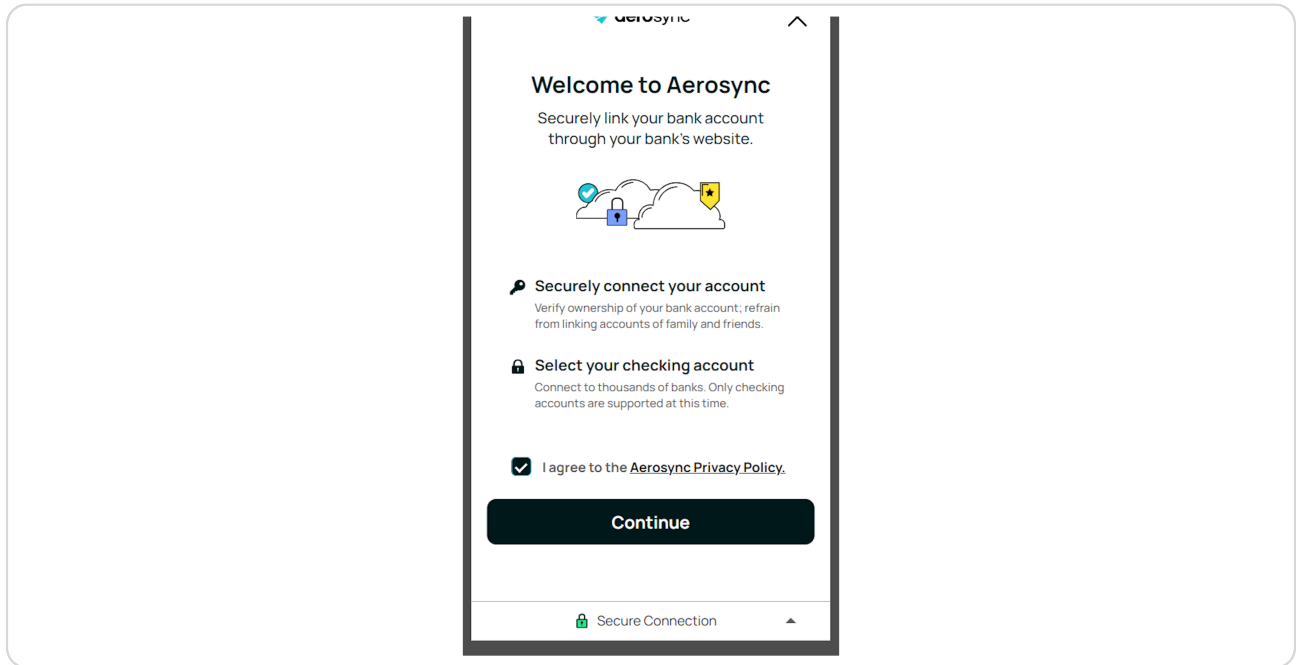 aerosync
Welcome to Aerosync
Securely link your bank account
through your bank's website.
Securely connect your account
Verify ownership of your bank account; refrain
from linking accounts of family and friends.
Select your checking account
Connect to thousands of banks. Only checking
accounts are supported at this time.
I agree to the Aerosync Privacy Policy.
Continue
Secure Connection